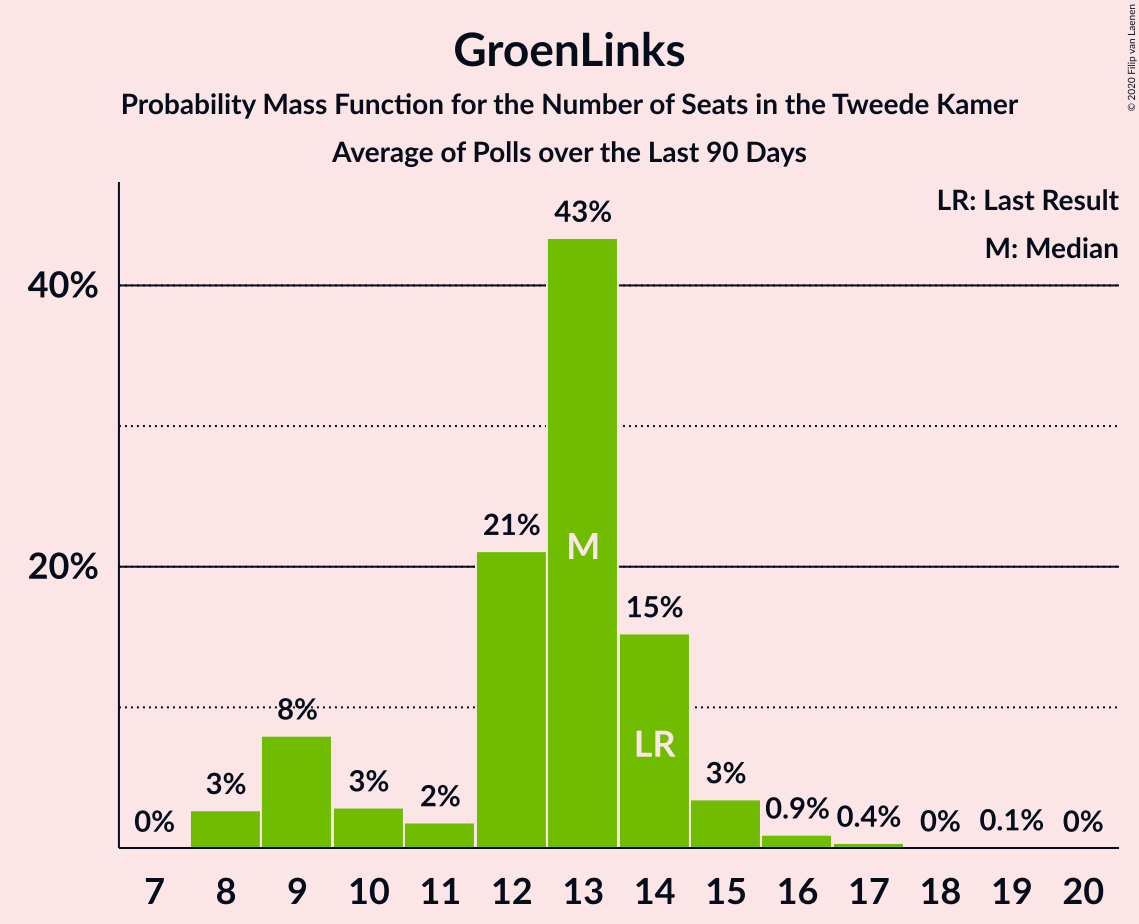 GroenLinks
Probability Mass Function for the Number of Seats in the Tweede Kamer
Average of Polls over the Last 90 Days
© 2020 Filip van Laenen
LR: Last Result
M: Median
40%
20%
0%
3%
8%
3%
2%
21%
43%
M
15%
LR
3%
0.9%
0.4%
0%
0.1%
0%
7 8 9 10 11 12 13 14 15 16 17 18 19 20